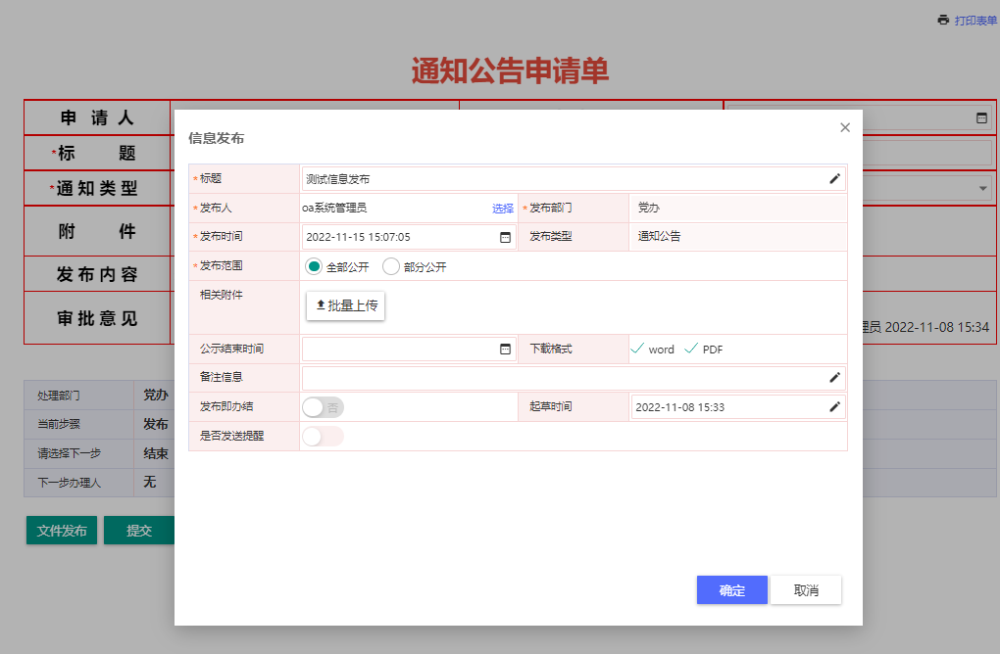 打印表单
通知公告申请单
申 请 人
*标 题
*通知类型
附 件
发布内容
审批意见
理员 2022-11-08 15:34
处理部门 党办
当前步骤 发布
请选择下一步 结束
下一步办理人 无
文件发布 提交
信息发布
*标题 测试信息发布
*发布人 oa系统管理员 选择 *发布部门 党办
*发布时间 2022-11-15 15:07:05 发布类型 通知公告
*发布范围 全部公开 部分公开
相关附件 批量上传
公示结束时间 下载格式 word PDF
备注信息
发布即办结 否 起草时间 2022-11-08 15:33
是否发送提醒
确定 取消